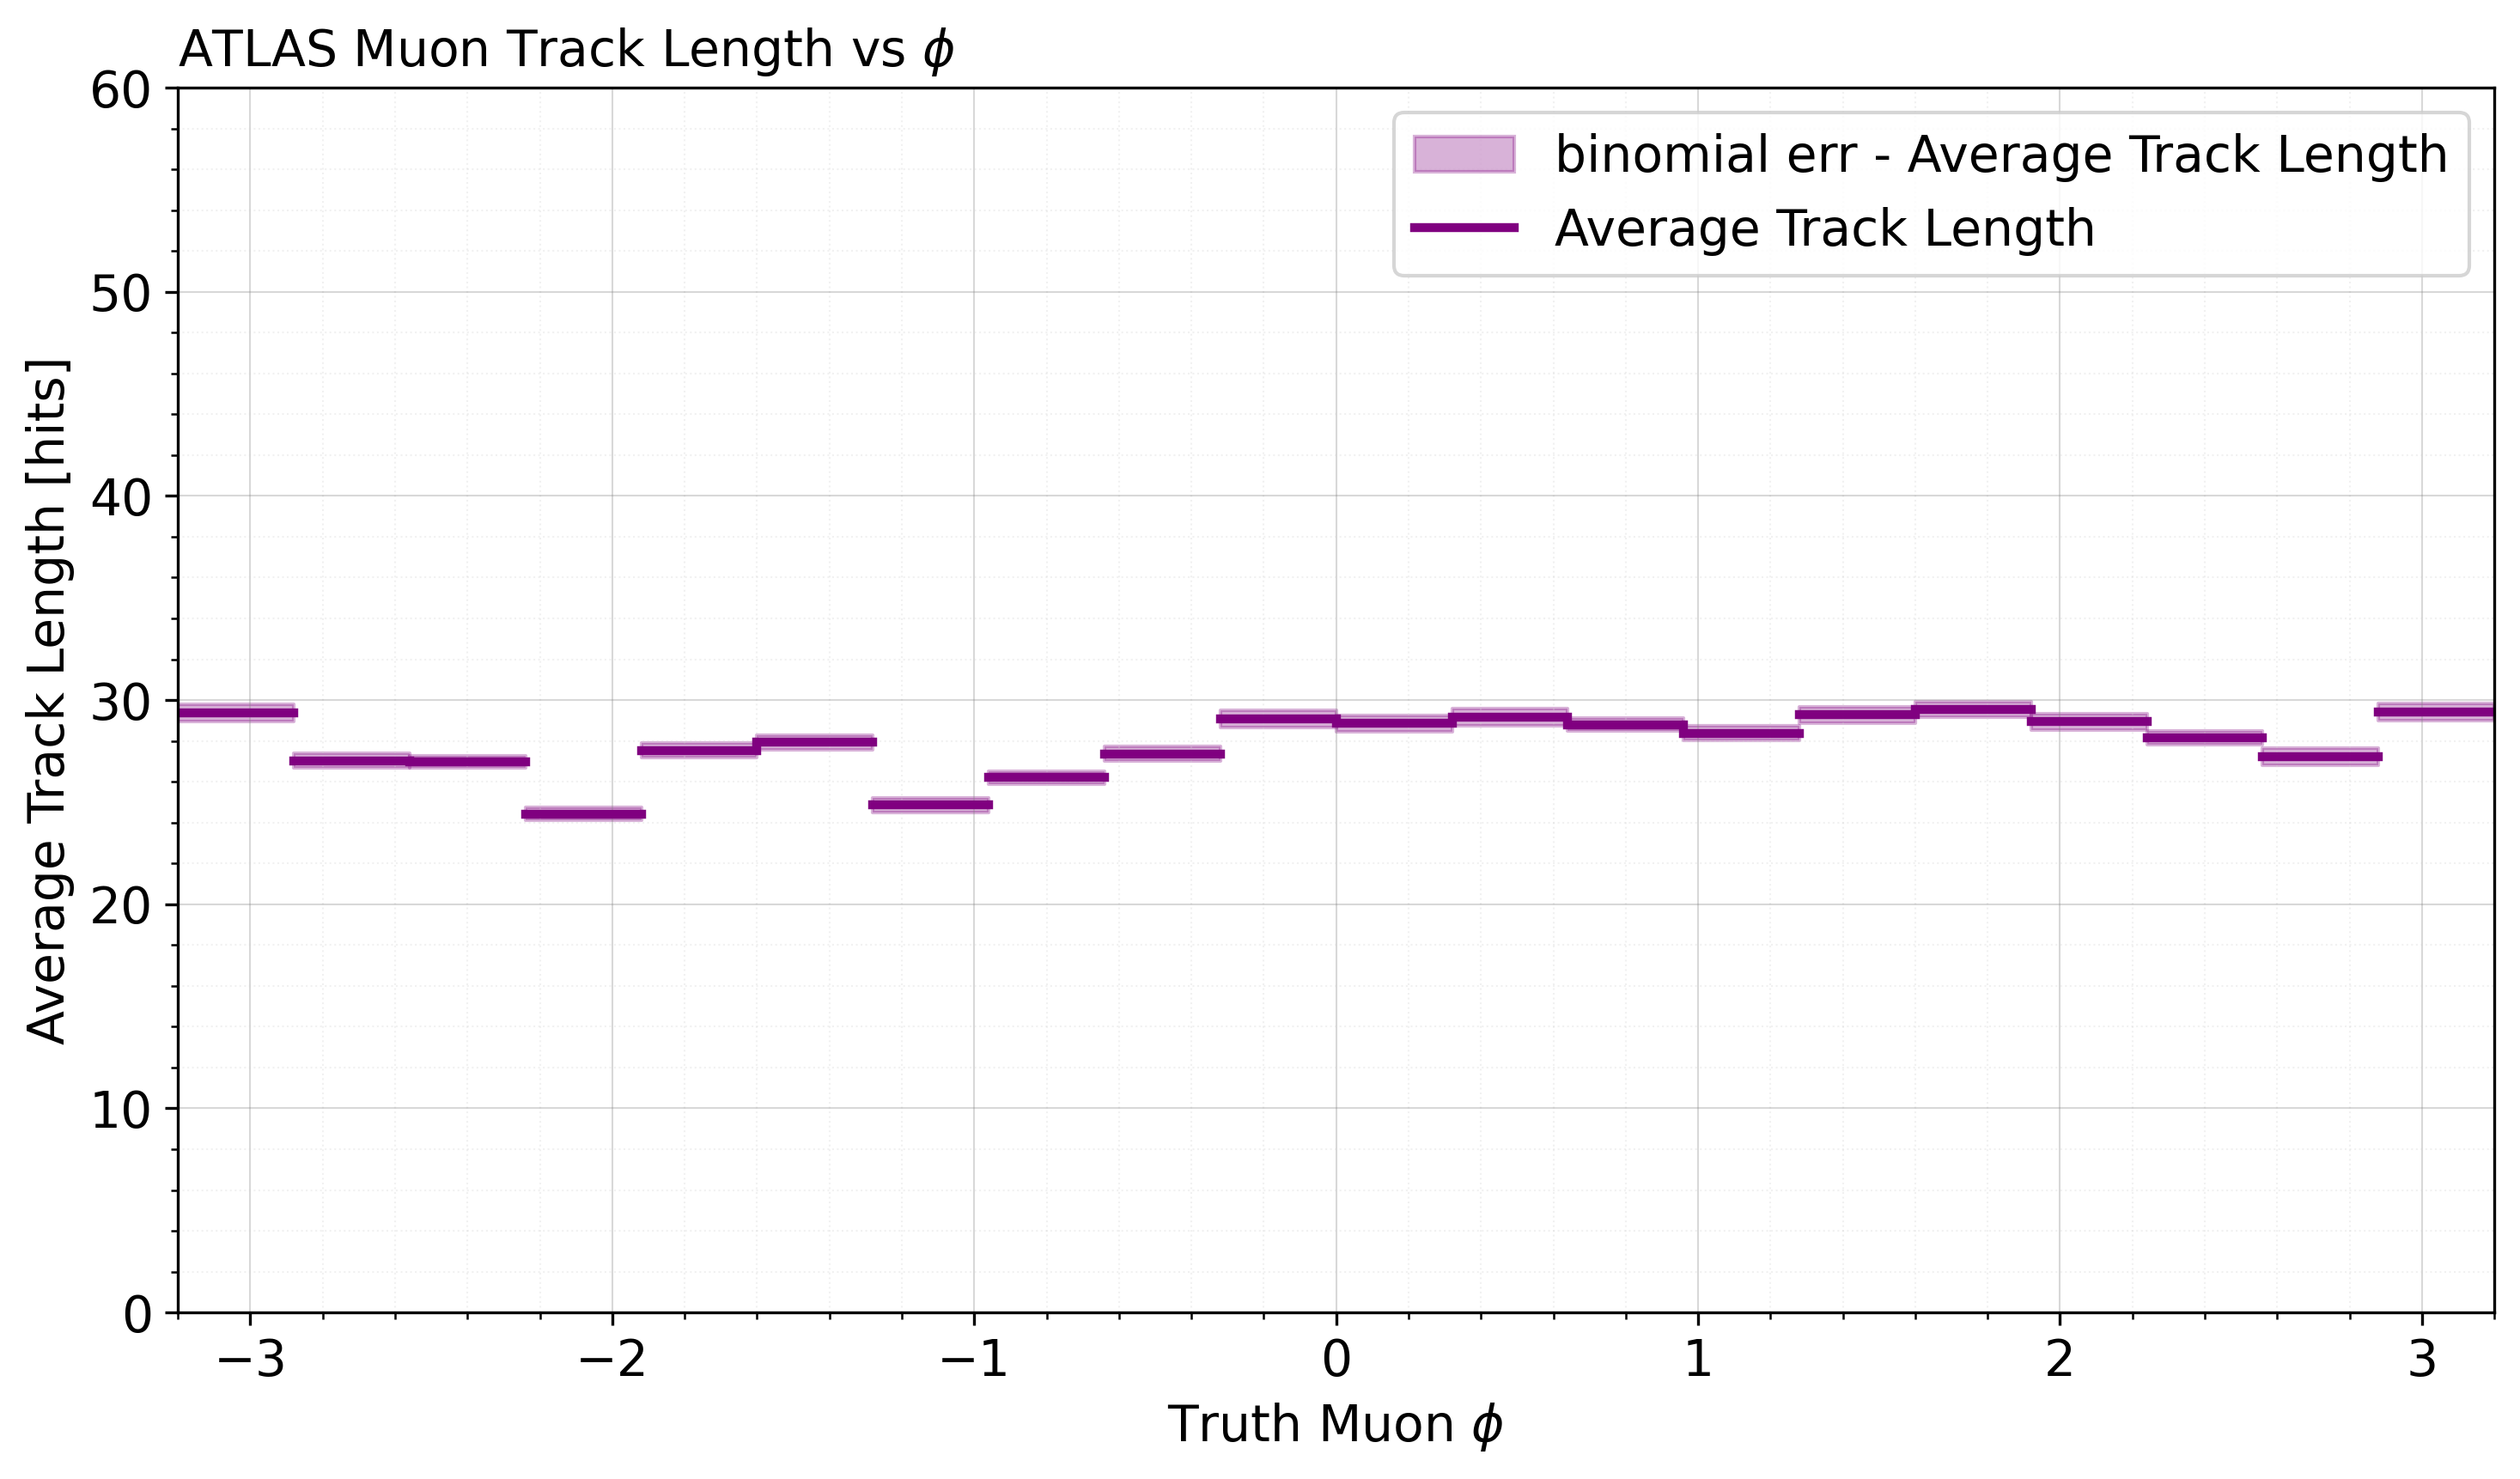 ATLAS Muon Track Length vs ϕ
binomial err - Average Track Length
Average Track Length
Average Track Length [hits]
60
50
40
30
20
10
0
−3 −2 −1 0 1 2 3
Truth Muon ϕ